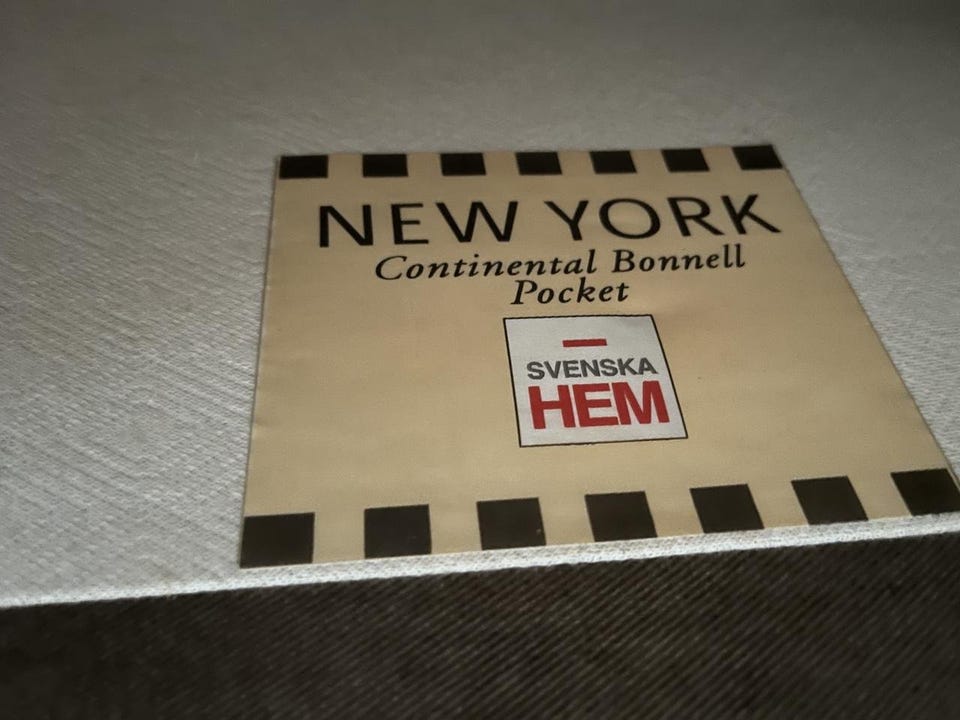 NEW YORK
Continental Bonnell
Pocket
SVENSKA
HEM